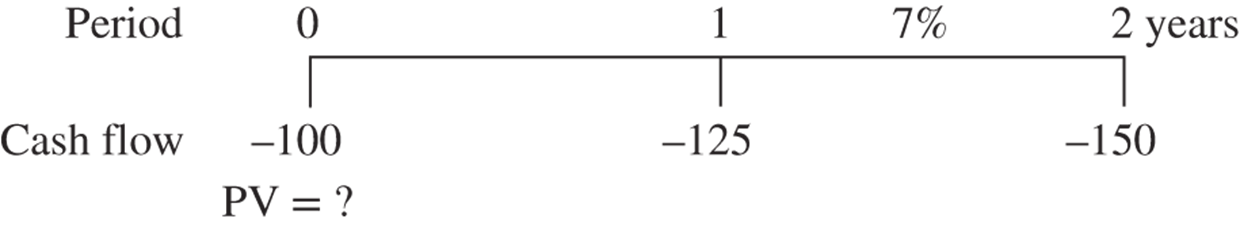 Period 0 1 7% 2 years
Cash flow –100 –125 –150
PV = ?